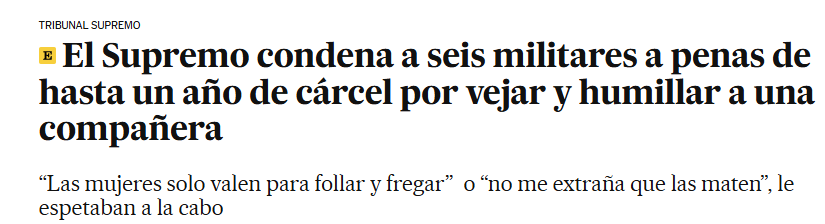 TRIBUNAL SUPREMO
E El Supremo condena a seis militares a penas de
hasta un año de cárcel por vejar y humillar a una
compañera
“Las mujeres solo valen para follar y fregar” o “no me extraña que las maten”, le
espetaban a la cabo